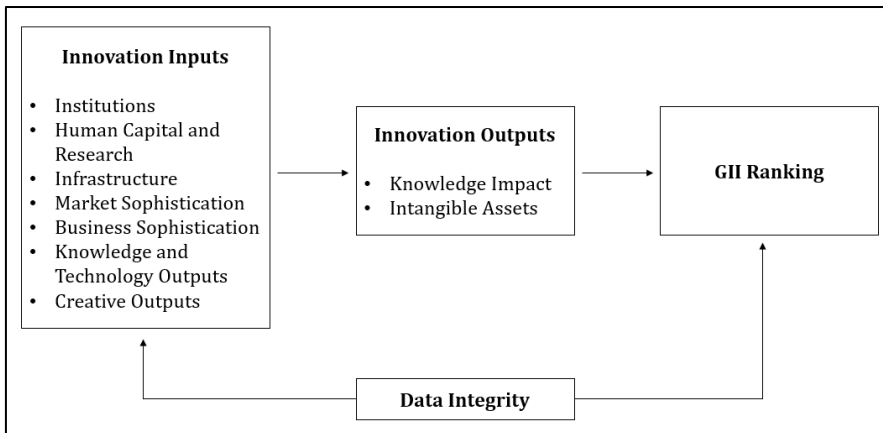 Innovation Inputs
• Institutions
• Human Capital and
Research
• Infrastructure
• Market Sophistication
• Business Sophistication
• Knowledge and
Technology Outputs
• Creative Outputs
Innovation Outputs
• Knowledge Impact
• Intangible Assets
GII Ranking
Data Integrity